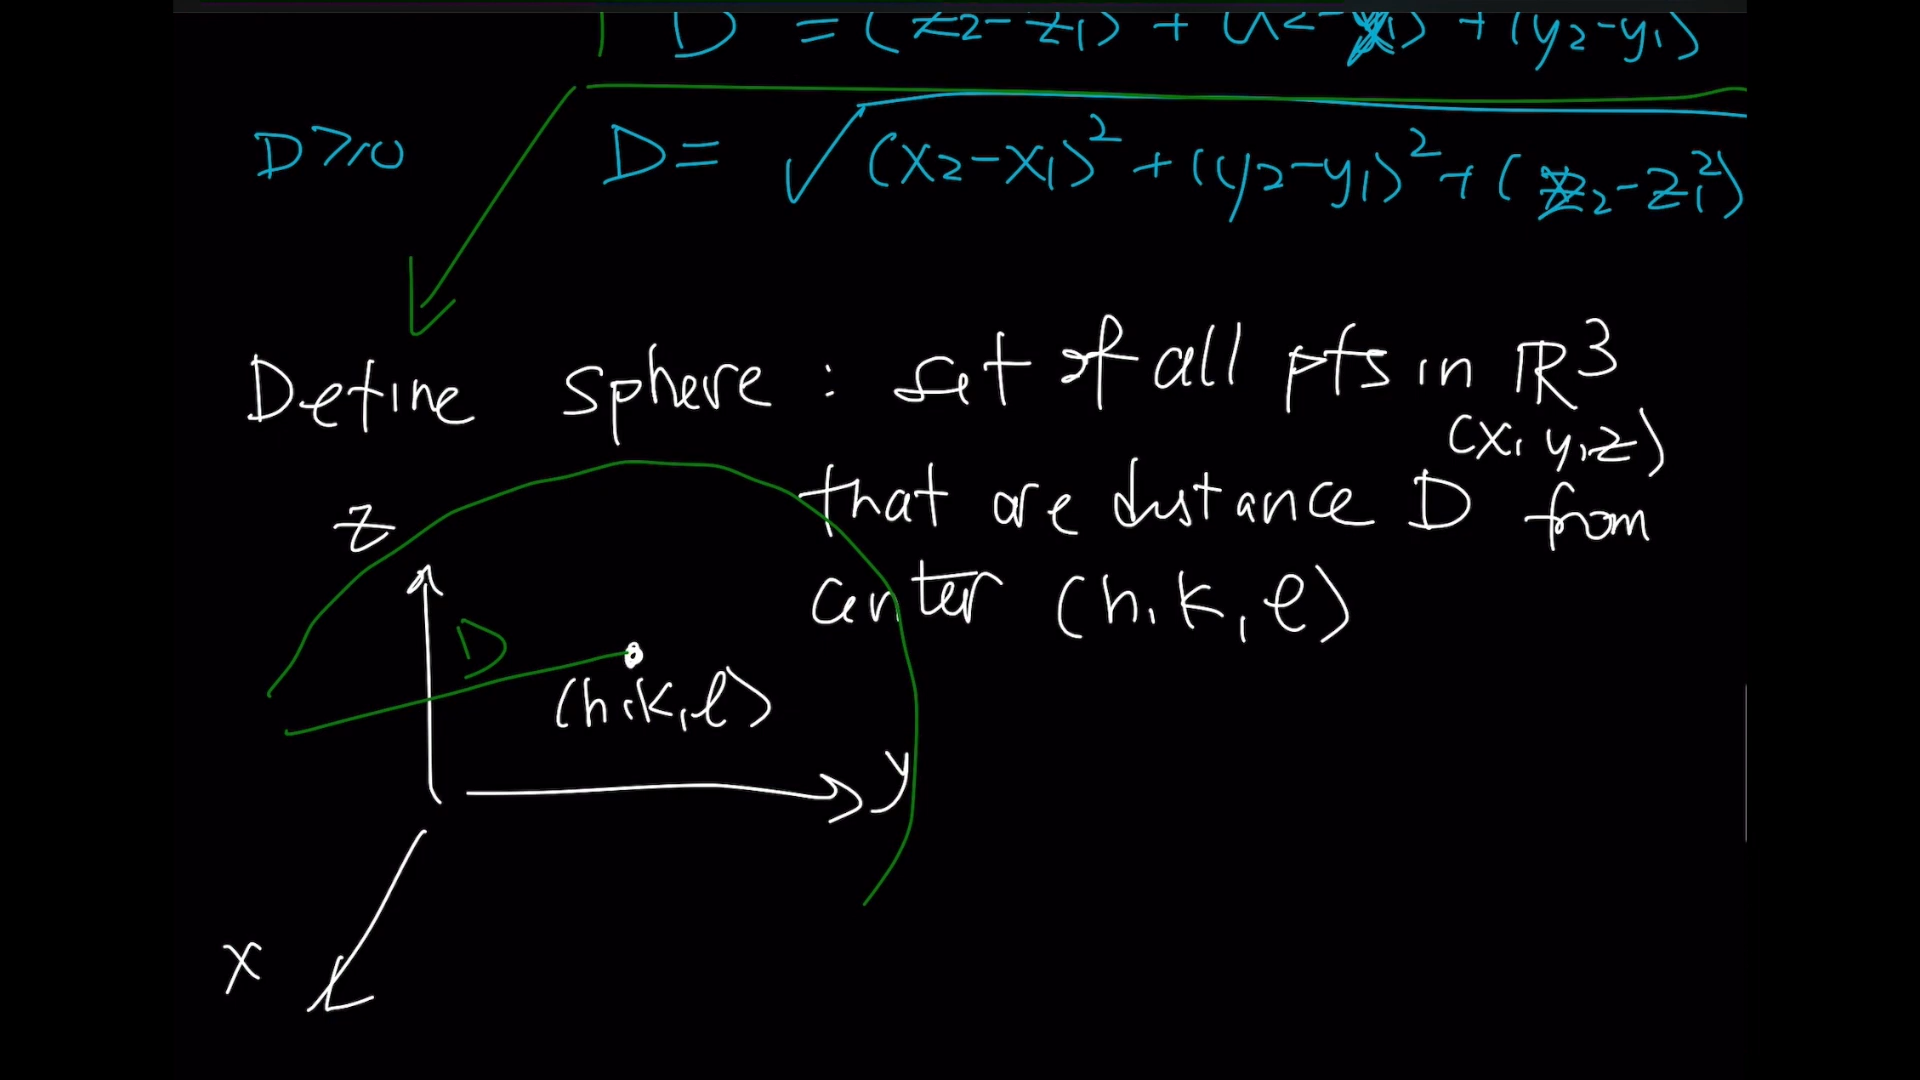 D = (z2-z1) + (x2-x1) + (y2-y1)
D≥0 D= √(x2-x1)² + (y2-y1)² + (z2-z1²)
Define sphere : set of all pts in ℝ³
(x, y, z)
that are distance D from
center (h, k, l)
z
D
(h, k, l)
y
x